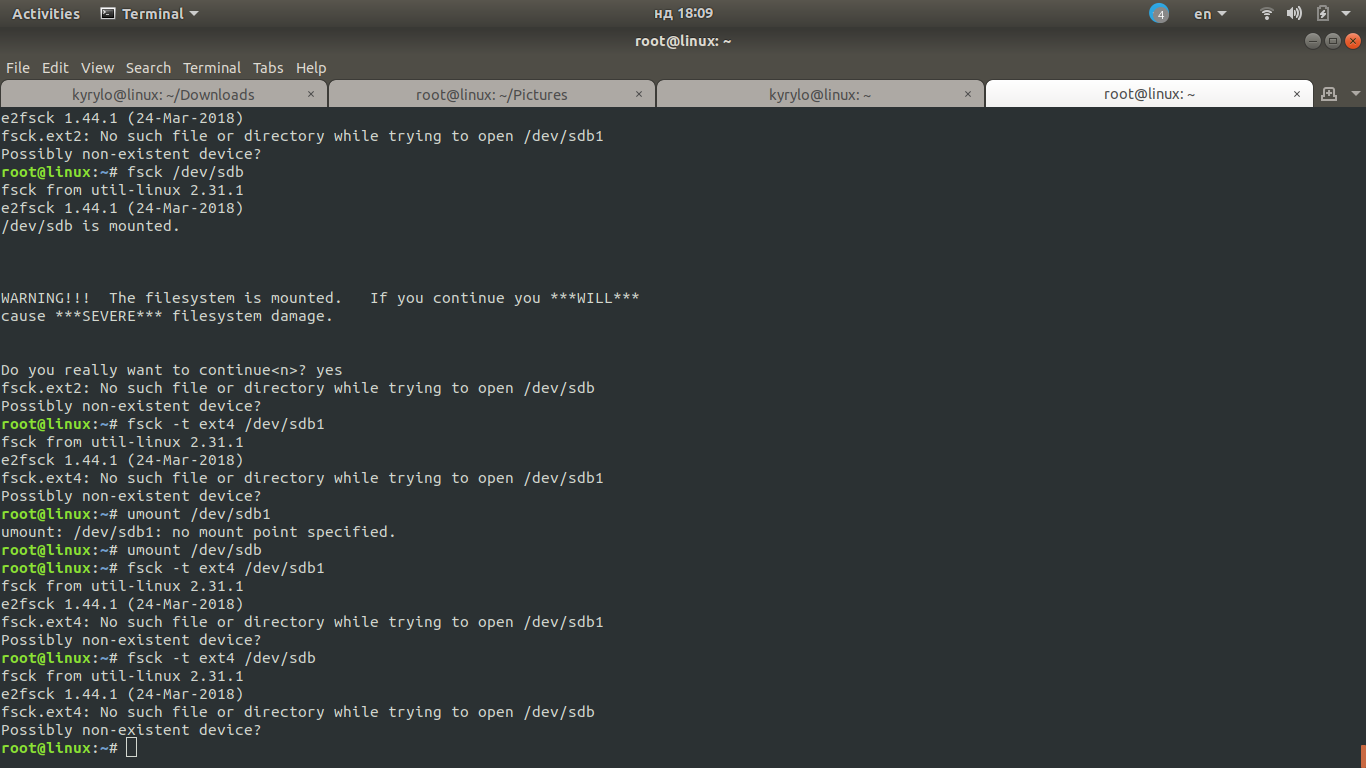 Activities Terminal нд 18:09 4 en
root@linux: ~
File Edit View Search Terminal Tabs Help
kyrylo@linux: ~/Downloads × root@linux: ~/Pictures × kyrylo@linux: ~ × root@linux: ~ ×
e2fsck 1.44.1 (24-Mar-2018)
fsck.ext2: No such file or directory while trying to open /dev/sdb1
Possibly non-existent device?
root@linux:~# fsck /dev/sdb
fsck from util-linux 2.31.1
e2fsck 1.44.1 (24-Mar-2018)
/dev/sdb is mounted.
WARNING!!!  The filesystem is mounted.   If you continue you ***WILL***
cause ***SEVERE*** filesystem damage.
Do you really want to continue<n>? yes
fsck.ext2: No such file or directory while trying to open /dev/sdb
Possibly non-existent device?
root@linux:~# fsck -t ext4 /dev/sdb1
fsck from util-linux 2.31.1
e2fsck 1.44.1 (24-Mar-2018)
fsck.ext4: No such file or directory while trying to open /dev/sdb1
Possibly non-existent device?
root@linux:~# umount /dev/sdb1
umount: /dev/sdb1: no mount point specified.
root@linux:~# umount /dev/sdb
root@linux:~# fsck -t ext4 /dev/sdb1
fsck from util-linux 2.31.1
e2fsck 1.44.1 (24-Mar-2018)
fsck.ext4: No such file or directory while trying to open /dev/sdb1
Possibly non-existent device?
root@linux:~# fsck -t ext4 /dev/sdb
fsck from util-linux 2.31.1
e2fsck 1.44.1 (24-Mar-2018)
fsck.ext4: No such file or directory while trying to open /dev/sdb
Possibly non-existent device?
root@linux:~#